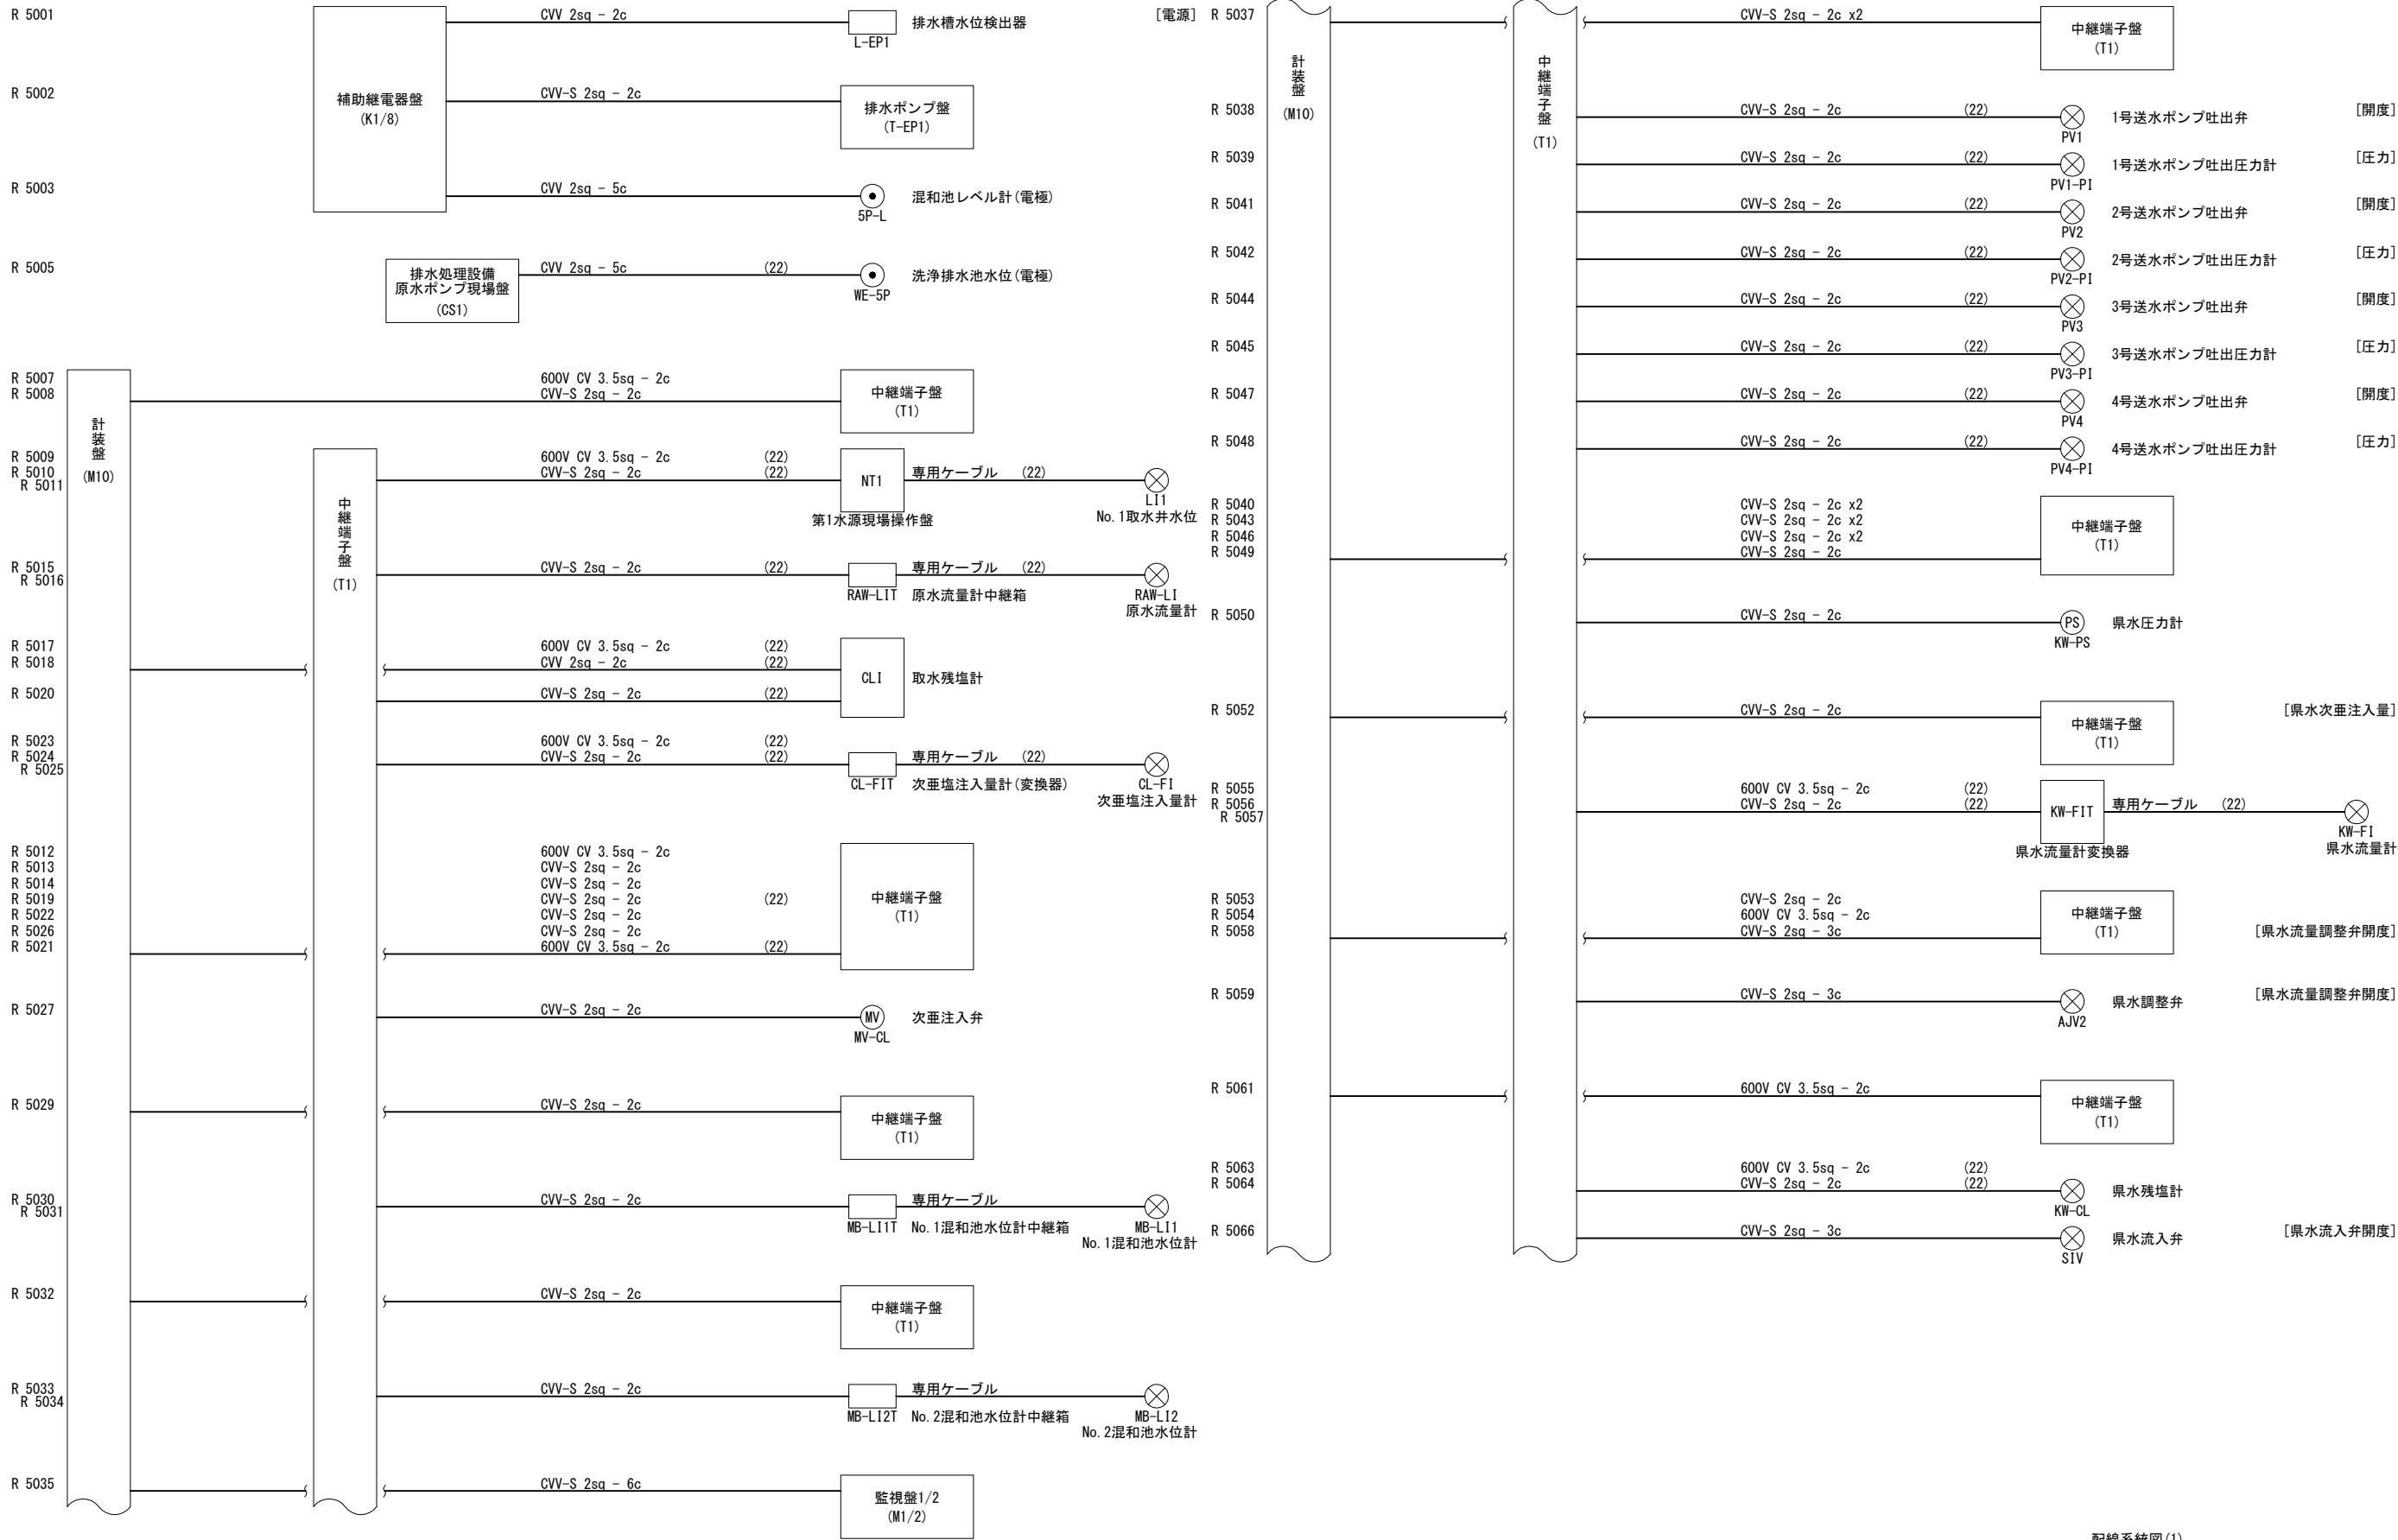 R 5001
CVV 2sq - 2c
L-EP1
排水槽水位検出器
[電源]
補助継電器盤
(K1/8)
R 5002
CVV-S 2sq - 2c
排水ポンプ盤
(T-EP1)
R 5003
CVV 2sq - 5c
5P-L
混和池レベル計(電極)
R 5005
排水処理設備
原水ポンプ現場盤
(CS1)
CVV 2sq - 5c (22)
WE-5P
洗浄排水池水位(電極)
計装盤
(M10)
R 5007
R 5008
600V CV 3.5sq - 2c
CVV-S 2sq - 2c
中継端子盤
(T1)
中継端子盤
(T1)
R 5009
R 5010
R 5011
600V CV 3.5sq - 2c (22)
CVV-S 2sq - 2c (22)
NT1
第1水源現場操作盤
専用ケーブル (22)
LI1
No.1取水井水位
R 5015
R 5016
CVV-S 2sq - 2c (22)
RAW-LIT 原水流量計中継箱
専用ケーブル (22)
RAW-LI
原水流量計
R 5017
R 5018
600V CV 3.5sq - 2c (22)
CVV 2sq - 2c (22)
CLI
取水残塩計
R 5020
CVV-S 2sq - 2c (22)
R 5023
R 5024
R 5025
600V CV 3.5sq - 2c (22)
CVV-S 2sq - 2c (22)
CL-FIT 次亜塩注入量計(変換器)
専用ケーブル (22)
CL-FI
次亜塩注入量計
R 5012
R 5013
R 5014
R 5019
R 5022
R 5026
R 5021
600V CV 3.5sq - 2c
CVV-S 2sq - 2c
CVV-S 2sq - 2c
CVV-S 2sq - 2c (22)
CVV-S 2sq - 2c
CVV-S 2sq - 2c
600V CV 3.5sq - 2c (22)
中継端子盤
(T1)
R 5027
CVV-S 2sq - 2c
MV
MV-CL
次亜注入弁
R 5029
CVV-S 2sq - 2c
中継端子盤
(T1)
R 5030
R 5031
CVV-S 2sq - 2c
MB-LI1T No.1混和池水位計中継箱
専用ケーブル
MB-LI1
No.1混和池水位計
R 5032
CVV-S 2sq - 2c
中継端子盤
(T1)
R 5033
R 5034
CVV-S 2sq - 2c
MB-LI2T No.2混和池水位計中継箱
専用ケーブル
MB-LI2
No.2混和池水位計
R 5035
CVV-S 2sq - 6c
監視盤1/2
(M1/2)
R 5037
計装盤
(M10)
中継端子盤
(T1)
CVV-S 2sq - 2c x2
中継端子盤
(T1)
R 5038
CVV-S 2sq - 2c (22)
PV1
1号送水ポンプ吐出弁
[開度]
R 5039
CVV-S 2sq - 2c (22)
PV1-PI
1号送水ポンプ吐出圧力計
[圧力]
R 5041
CVV-S 2sq - 2c (22)
PV2
2号送水ポンプ吐出弁
[開度]
R 5042
CVV-S 2sq - 2c (22)
PV2-PI
2号送水ポンプ吐出圧力計
[圧力]
R 5044
CVV-S 2sq - 2c (22)
PV3
3号送水ポンプ吐出弁
[開度]
R 5045
CVV-S 2sq - 2c (22)
PV3-PI
3号送水ポンプ吐出圧力計
[圧力]
R 5047
CVV-S 2sq - 2c (22)
PV4
4号送水ポンプ吐出弁
[開度]
R 5048
CVV-S 2sq - 2c (22)
PV4-PI
4号送水ポンプ吐出圧力計
[圧力]
R 5040
R 5043
R 5046
R 5049
CVV-S 2sq - 2c x2
CVV-S 2sq - 2c x2
CVV-S 2sq - 2c x2
CVV-S 2sq - 2c
中継端子盤
(T1)
R 5050
CVV-S 2sq - 2c
PS
KW-PS
県水圧力計
R 5052
CVV-S 2sq - 2c
中継端子盤
(T1)
[県水次亜注入量]
R 5055
R 5056
R 5057
600V CV 3.5sq - 2c (22)
CVV-S 2sq - 2c (22)
KW-FIT
県水流量計変換器
専用ケーブル (22)
KW-FI
県水流量計
R 5053
R 5054
R 5058
CVV-S 2sq - 2c
600V CV 3.5sq - 2c
CVV-S 2sq - 3c
中継端子盤
(T1)
[県水流量調整弁開度]
R 5059
CVV-S 2sq - 3c
AJV2
県水調整弁
[県水流量調整弁開度]
R 5061
600V CV 3.5sq - 2c
中継端子盤
(T1)
R 5063
R 5064
600V CV 3.5sq - 2c (22)
CVV-S 2sq - 2c (22)
KW-CL
県水残塩計
R 5066
CVV-S 2sq - 3c
SIV
県水流入弁
[県水流入弁開度]
配線系統図(1)